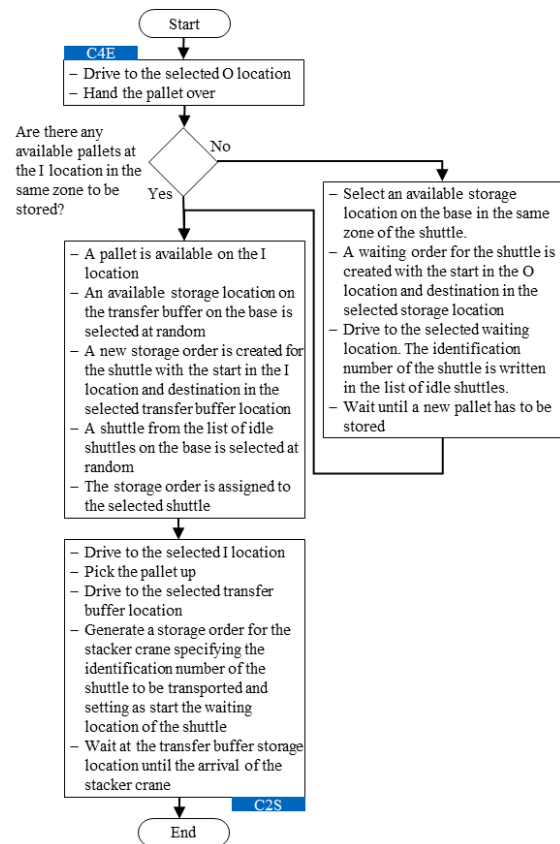 Start
C4E
– Drive to the selected O location
– Hand the pallet over
Are there any
available pallets at
the I location in the
same zone to be
stored?
No
Yes
– Select an available storage
location on the base in the same
zone of the shuttle.
– A waiting order for the shuttle is
created with the start in the O
location and destination in the
selected storage location
– Drive to the selected waiting
location. The identification
number of the shuttle is written
in the list of idle shuttles.
– Wait until a new pallet has to be
stored
– A pallet is available on the I
location
– An available storage location on
the transfer buffer on the base is
selected at random
– A new storage order is created for
the shuttle with the start in the I
location and destination in the
selected transfer buffer location
– A shuttle from the list of idle
shuttles on the base is selected at
random
– The storage order is assigned to
the selected shuttle
– Drive to the selected I location
– Pick the pallet up
– Drive to the selected transfer
buffer location
– Generate a storage order for the
stacker crane specifying the
identification number of the
shuttle to be transported and
setting as start the waiting
location of the shuttle
– Wait at the transfer buffer storage
location until the arrival of the
stacker crane
C2S
End